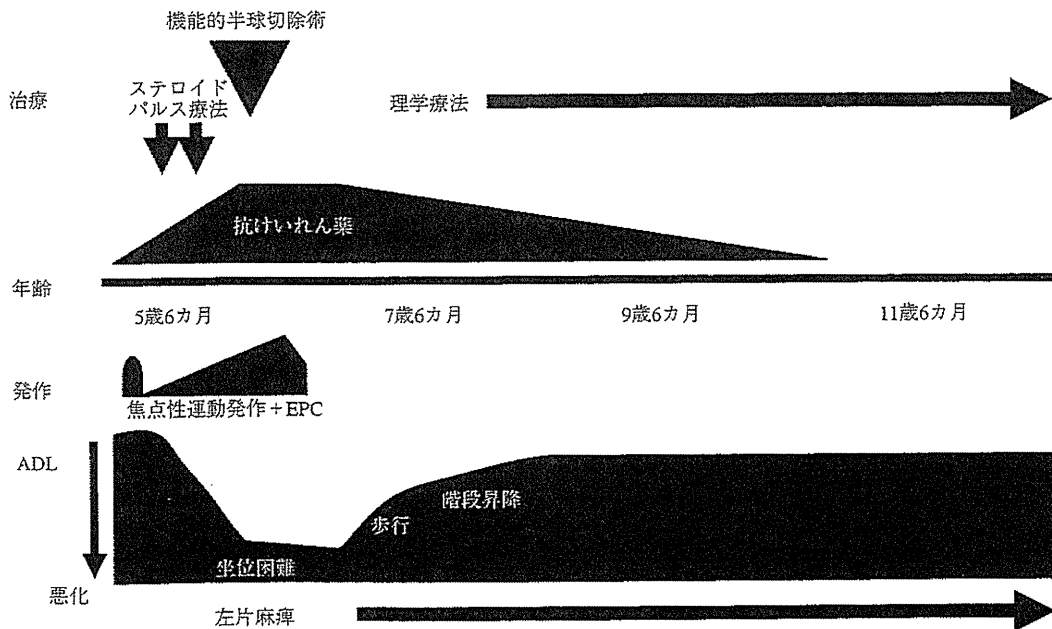 機能的半球切除術
治療
ステロイド
パルス療法
理学療法
抗けいれん薬
年齢
5歳6カ月
7歳6カ月
9歳6カ月
11歳6カ月
発作
焦点性運動発作+EPC
ADL
階段昇降
歩行
坐位困難
悪化
左片麻痺